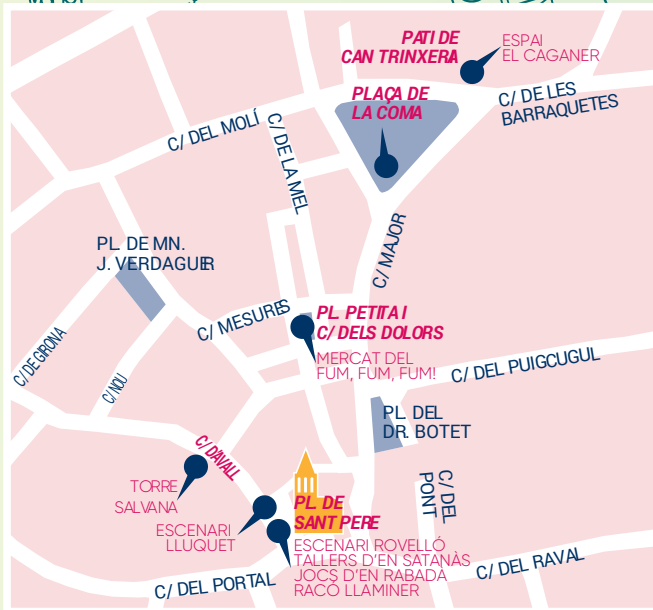 PATI DE
CAN TRINXERA
ESPAI
EL CAGANER
PLAÇA DE
LA COMA
C/ DE LES
BARRAQUETES
C/ DEL MOLÍ
C/ DE LA MEL
C/ MAJOR
PL. DE MN.
J. VERDAGUER
C/ MESURES
PL. PETITA I
C/ DELS DOLORS
MERCAT DEL
FUM, FUM, FUM!
C/ DE GIRONA
C/ NOU
C/ DEL PUIGCUGUL
PL. DEL
DR. BOTET
C/ D'AVALL
TORRE
SALVANA
ESCENARI
LLUQUET
PL. DE
SANT PERE
C/ DEL
PONT
ESCENARI ROVELLÓ
TALLERS D'EN SATANÀS
JOCS D'EN RABADÀ
RACÓ LLAMINER
C/ DEL PORTAL
C/ DEL RAVAL